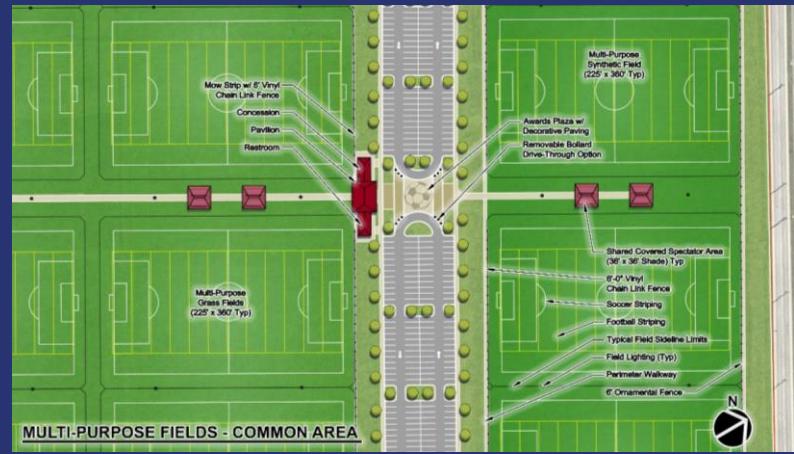 Multi-Purpose
Synthetic Field
(225' x 360' Typ)
Mow Strip w/ 6' Vinyl
Chain Link Fence
Concession
Pavilion
Restroom
Awards Plaza w/
Decorative Paving
Removable Bollard
Drive-Through Option
Shared Covered Spectator Area
(36' x 36' Shade) Typ
6'-0" Vinyl
Chain Link Fence
Soccer Striping
Football Striping
Typical Field Sideline Limits
Field Lighting (Typ)
Perimeter Walkway
6' Ornamental Fence
Multi-Purpose
Grass Fields
(225' x 360' Typ)
N
MULTI-PURPOSE FIELDS - COMMON AREA